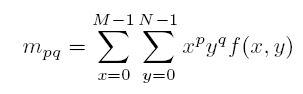 m_{pq} = \sum_{x=0}^{M-1} \sum_{y=0}^{N-1} x^p y^q f(x, y)